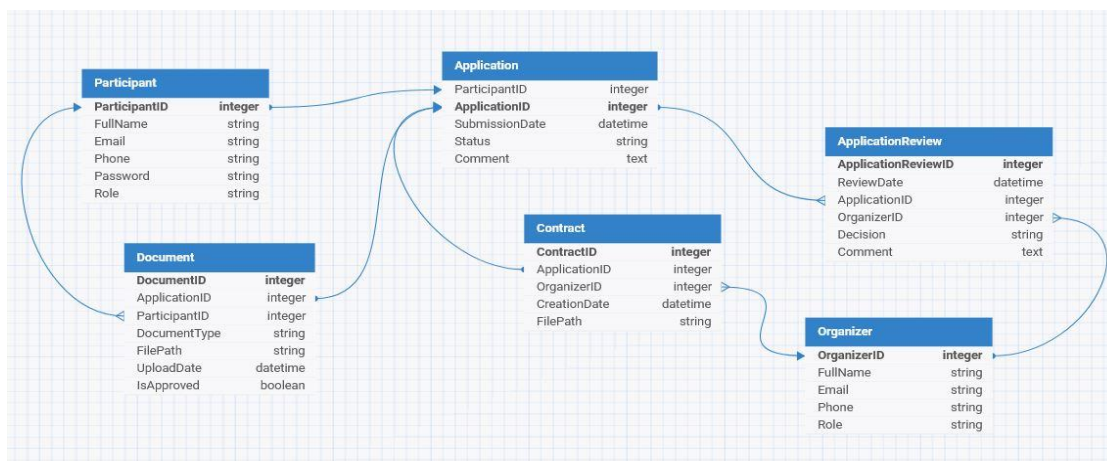 Participant
ParticipantID integer
FullName string
Email string
Phone string
Password string
Role string
Document
DocumentID integer
ApplicationID integer
ParticipantID integer
DocumentType string
FilePath string
UploadDate datetime
IsApproved boolean
Application
ParticipantID integer
ApplicationID integer
SubmissionDate datetime
Status string
Comment text
Contract
ContractID integer
ApplicationID integer
OrganizerID integer
CreationDate datetime
FilePath string
ApplicationReview
ApplicationReviewID integer
ReviewDate datetime
ApplicationID integer
OrganizerID integer
Decision string
Comment text
Organizer
OrganizerID integer
FullName string
Email string
Phone string
Role string